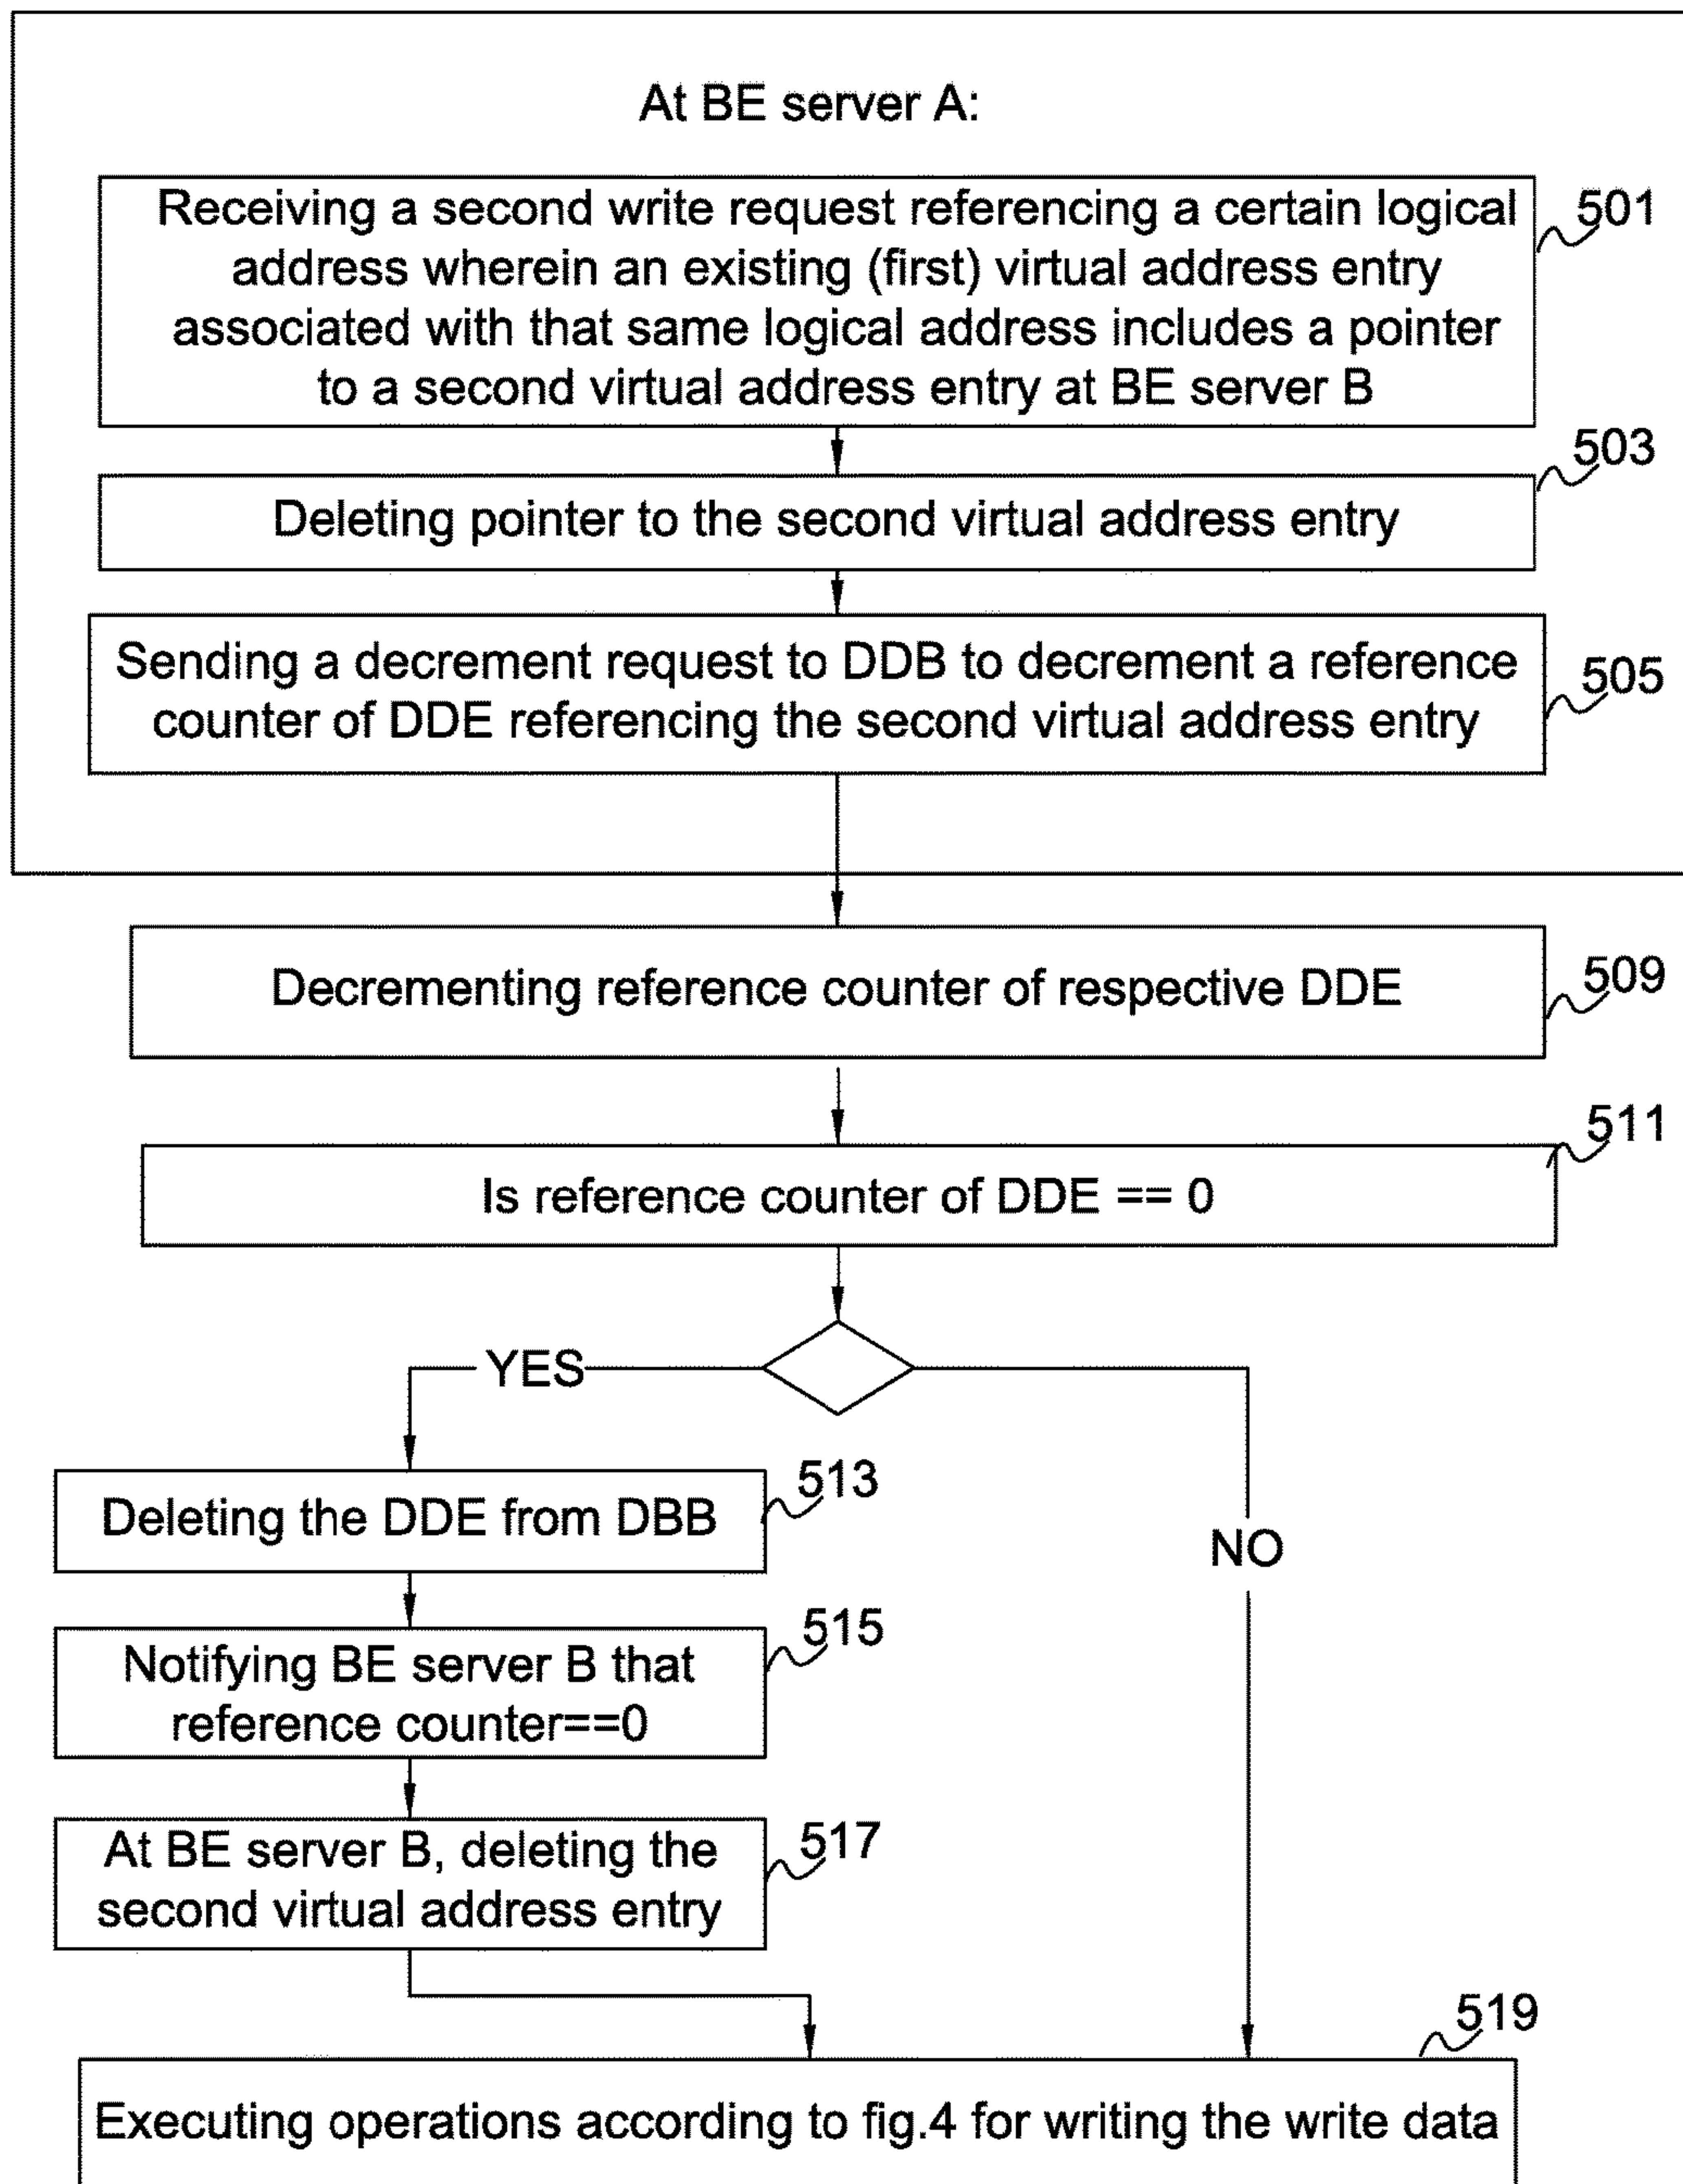 At BE server A:
Receiving a second write request referencing a certain logical
address wherein an existing (first) virtual address entry
associated with that same logical address includes a pointer
to a second virtual address entry at BE server B
501
503
Deleting pointer to the second virtual address entry
Sending a decrement request to DDB to decrement a reference
counter of DDE referencing the second virtual address entry
505
Decrementing reference counter of respective DDE
509
511
Is reference counter of DDE == 0
YES
513
Deleting the DDE from DBB
NO
515
Notifying BE server B that
reference counter==0
517
At BE server B, deleting the
second virtual address entry
519
Executing operations according to fig.4 for writing the write data